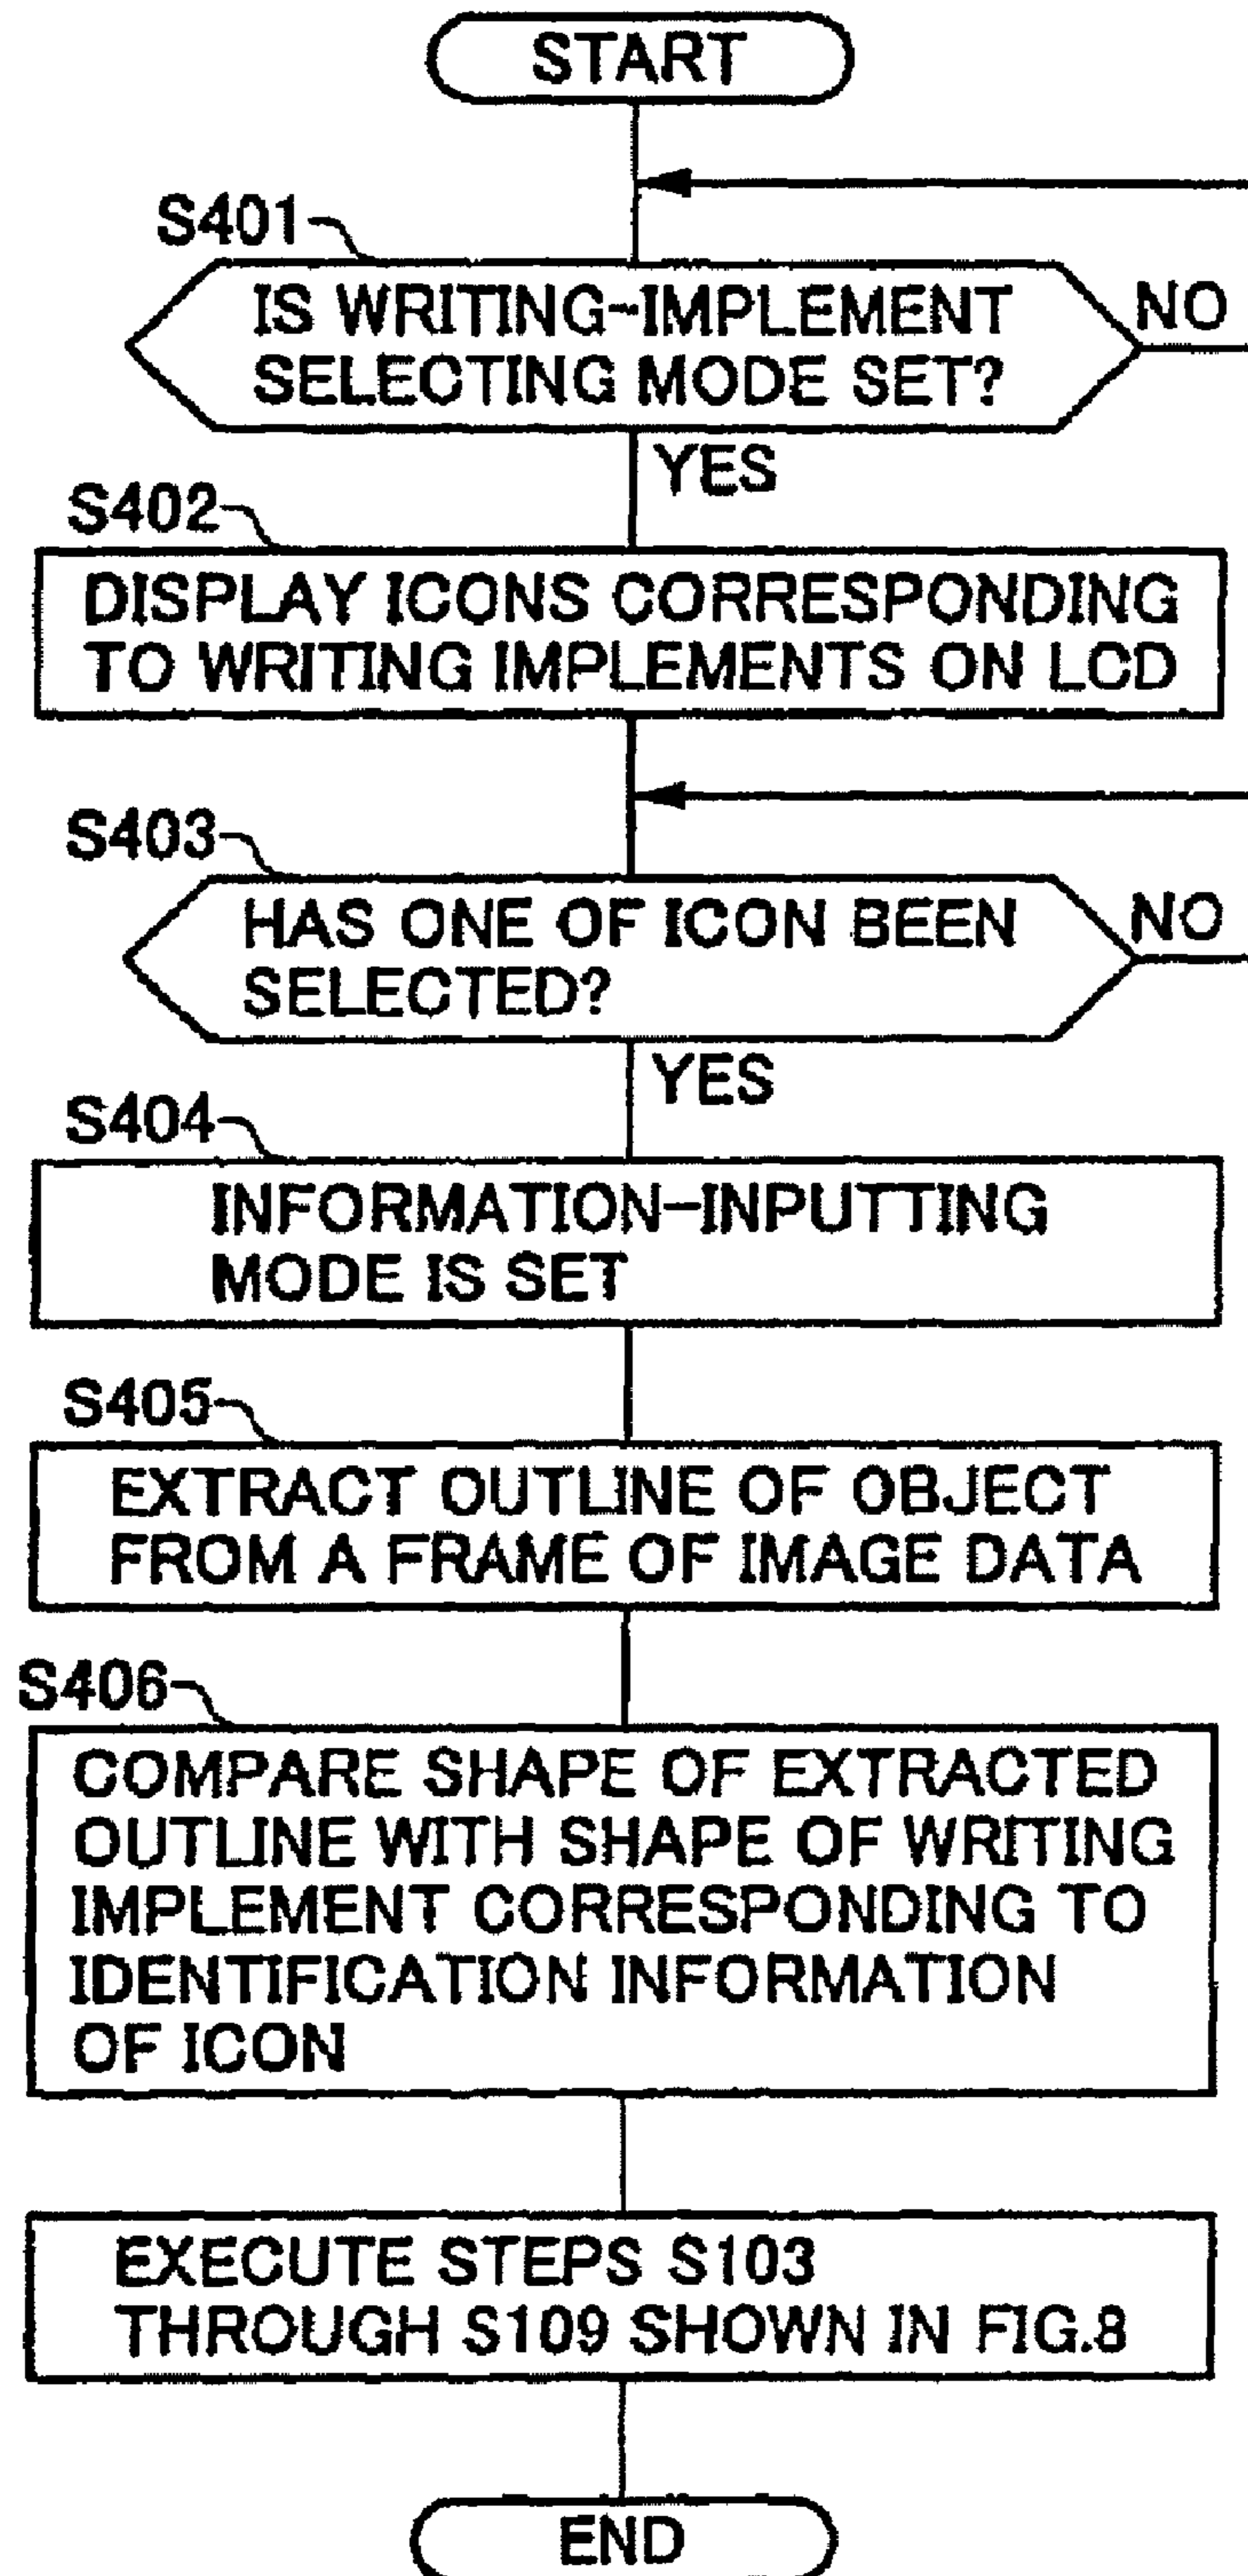 START
S401
IS WRITING-IMPLEMENT
SELECTING MODE SET?
NO
YES
S402
DISPLAY ICONS CORRESPONDING
TO WRITING IMPLEMENTS ON LCD
S403
HAS ONE OF ICON BEEN
SELECTED?
NO
YES
S404
INFORMATION-INPUTTING
MODE IS SET
S405
EXTRACT OUTLINE OF OBJECT
FROM A FRAME OF IMAGE DATA
S406
COMPARE SHAPE OF EXTRACTED
OUTLINE WITH SHAPE OF WRITING
IMPLEMENT CORRESPONDING TO
IDENTIFICATION INFORMATION
OF ICON
EXECUTE STEPS S103
THROUGH S109 SHOWN IN FIG.8
END